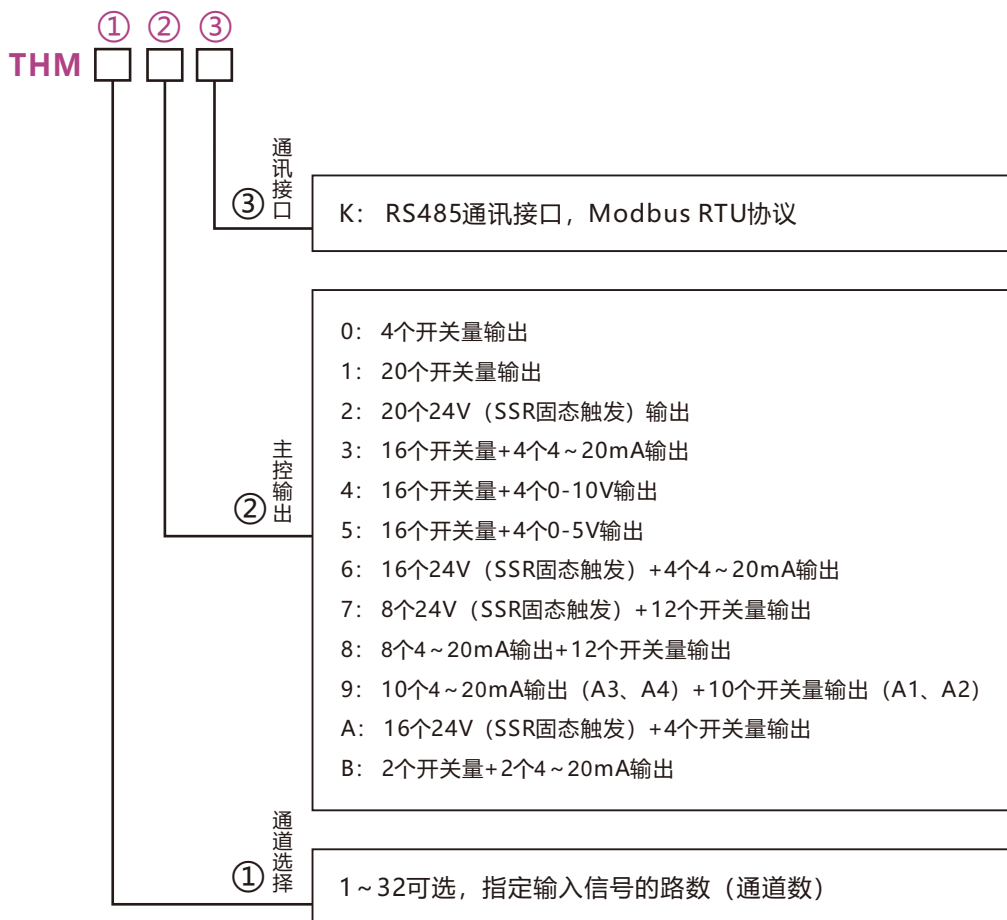 ① ② ③
THM
通讯接口
③
K： RS485通讯接口，Modbus RTU协议
0： 4个开关量输出
1： 20个开关量输出
2： 20个24V（SSR固态触发）输出
3： 16个开关量+4个4~20mA输出
4： 16个开关量+4个0-10V输出
5： 16个开关量+4个0-5V输出
6： 16个24V（SSR固态触发）+4个4~20mA输出
7： 8个24V（SSR固态触发）+12个开关量输出
8： 8个4~20mA输出+12个开关量输出
9： 10个4~20mA输出（A3、A4）+10个开关量输出（A1、A2）
A： 16个24V（SSR固态触发）+4个开关量输出
B： 2个开关量+2个4~20mA输出
主控输出
②
通道选择
①
1~32可选，指定输入信号的路数（通道数）